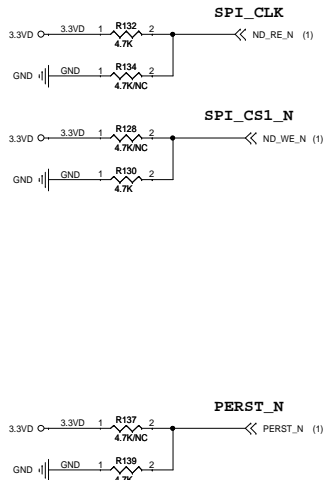 SPI_CLK
3.3VD 3.3VD 1 R132 2 ND_RE_N (1)
4.7K
GND GND 1 R134 2
4.7K/NC
SPI_CS1_N
3.3VD 3.3VD 1 R128 2 ND_WE_N (1)
4.7K/NC
GND GND 1 R130 2
4.7K
PERST_N
3.3VD 3.3VD 1 R137 2 PERST_N (1)
4.7K/NC
GND GND 1 R139 2
4.7K